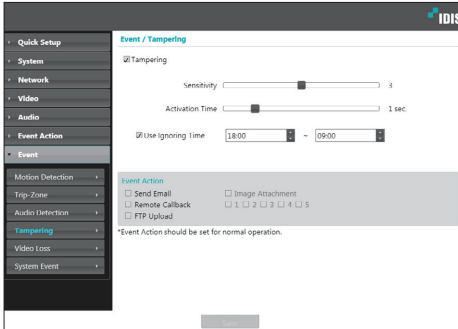 IDIS
Quick Setup
System
Network
Video
Audio
Event Action
Event
Motion Detection
Trip-Zone
Audio Detection
Tampering
Video Loss
System Event
Event / Tampering
Tampering
Sensitivity 3
Activation Time 1 sec.
Use Ignoring Time 18:00 ~ 09:00
Event Action
Send Email Image Attachment
Remote Callback 1 2 3 4 5
FTP Upload
*Event Action should be set for normal operation.
Save